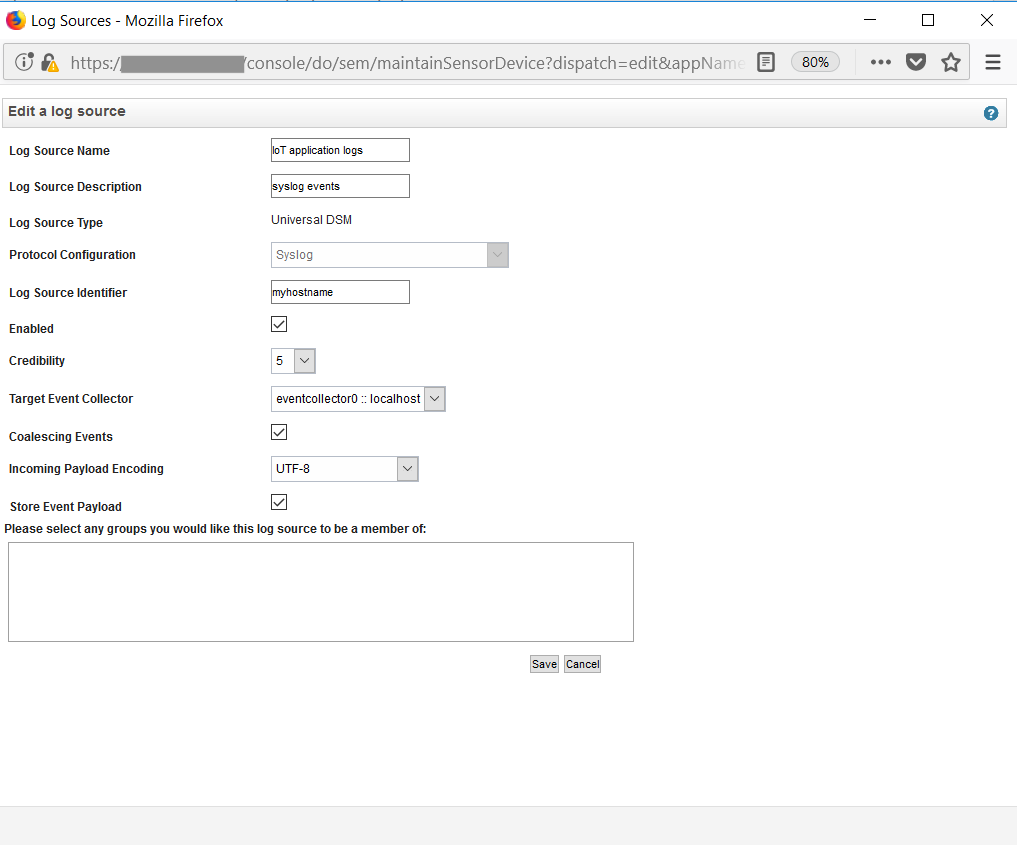 Log Sources - Mozilla Firefox
https:/ /console/do/sem/maintainSensorDevice?dispatch=edit&appName 80%
Edit a log source
Log Source Name IoT application logs
Log Source Description syslog events
Log Source Type Universal DSM
Protocol Configuration Syslog
Log Source Identifier myhostname
Enabled
Credibility 5
Target Event Collector eventcollector0 :: localhost
Coalescing Events
Incoming Payload Encoding UTF-8
Store Event Payload
Please select any groups you would like this log source to be a member of:
Save Cancel